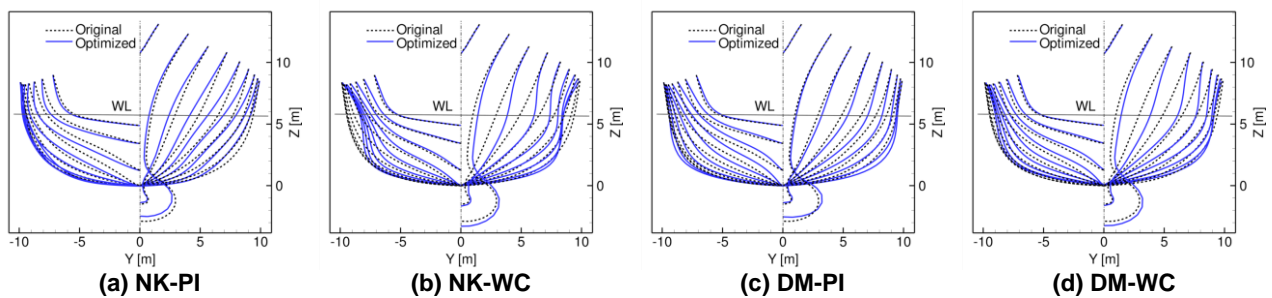 Original
Optimized
WL
10
5
0
Z [m]
-10 -5 0 5 10
Y [m]
(a) NK-PI
Original
Optimized
WL
10
5
0
Z [m]
-10 -5 0 5 10
Y [m]
(b) NK-WC
Original
Optimized
WL
10
5
0
Z [m]
-10 -5 0 5 10
Y [m]
(c) DM-PI
Original
Optimized
WL
10
5
0
Z [m]
-10 -5 0 5 10
Y [m]
(d) DM-WC